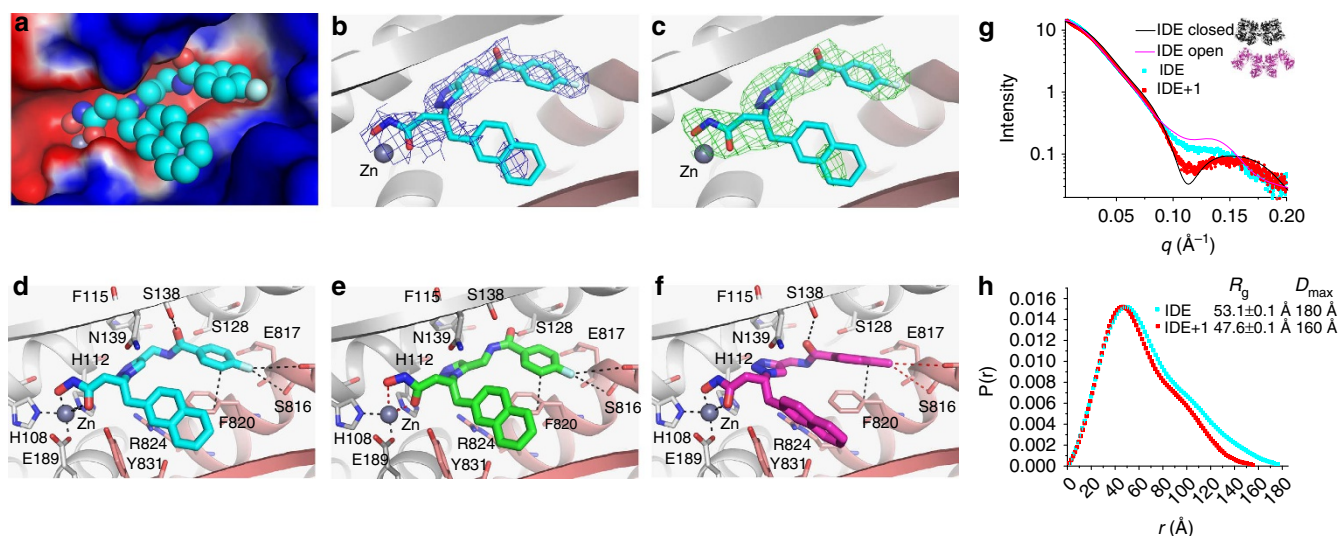 a
b
Zn
c
Zn
g
IDE closed
IDE open
IDE
IDE+1
10
1
0.1
Intensity
0.05
0.10
0.15
0.20
q (Å⁻¹)
d
F115
S138
N139
S128
E817
H112
Zn
S816
F820
H108
R824
E189
Y831
e
F115
S138
N139
S128
E817
H112
Zn
S816
F820
H108
R824
E189
Y831
f
F115
S138
N139
S128
E817
H112
Zn
S816
F820
H108
R824
E189
Y831
h
Rg Dmax
IDE 53.1±0.1 Å 180 Å
IDE+1 47.6±0.1 Å 160 Å
0.016
0.014
0.012
0.010
0.008
0.006
0.004
0.002
0.000
P(r)
0 20 40 60 80 100 120 140 160 180
r (Å)